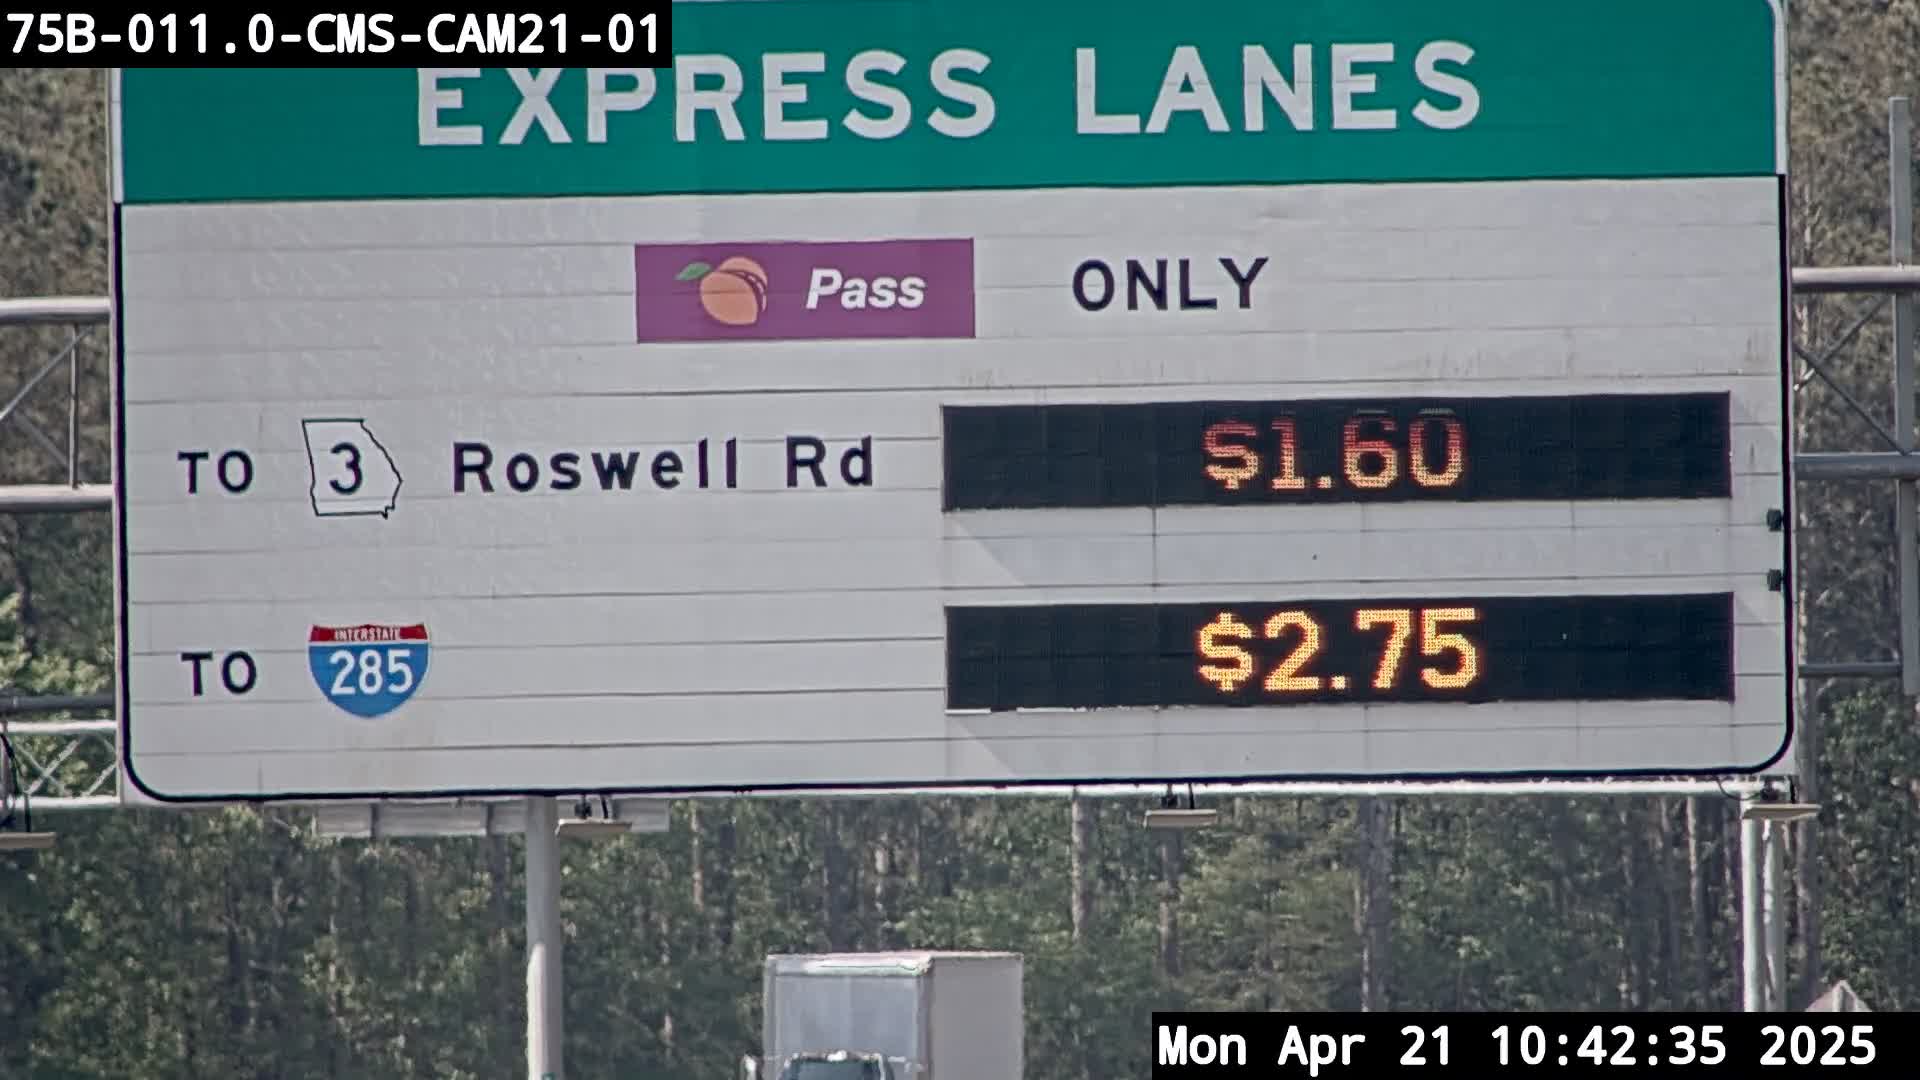 75B-011.0-CMS-CAM21-01
EXPRESS LANES
Pass ONLY
TO 3 Roswell Rd $1.60
TO INTERSTATE 285 $2.75
Mon Apr 21 10:42:35 2025